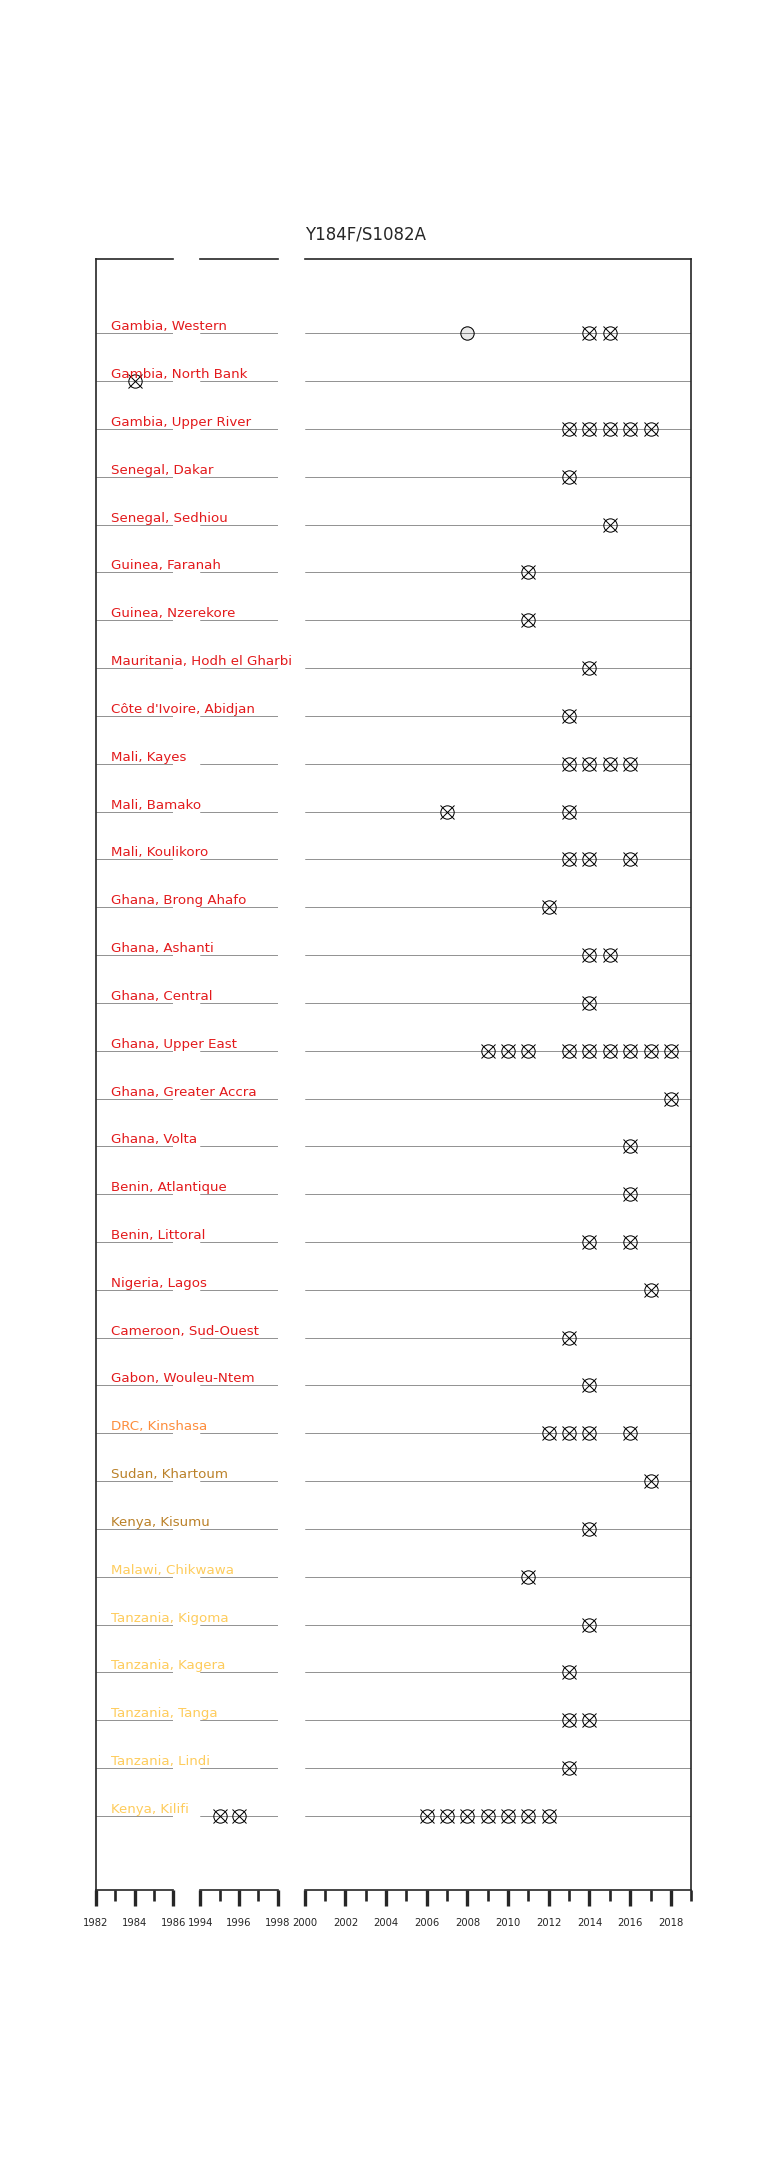 Y184F/S1082A
Gambia, Western
Gambia, North Bank
Gambia, Upper River
Senegal, Dakar
Senegal, Sedhiou
Guinea, Faranah
Guinea, Nzerekore
Mauritania, Hodh el Gharbi
Côte d'Ivoire, Abidjan
Mali, Kayes
Mali, Bamako
Mali, Koulikoro
Ghana, Brong Ahafo
Ghana, Ashanti
Ghana, Central
Ghana, Upper East
Ghana, Greater Accra
Ghana, Volta
Benin, Atlantique
Benin, Littoral
Nigeria, Lagos
Cameroon, Sud-Ouest
Gabon, Wouleu-Ntem
DRC, Kinshasa
Sudan, Khartoum
Kenya, Kisumu
Malawi, Chikwawa
Tanzania, Kigoma
Tanzania, Kagera
Tanzania, Tanga
Tanzania, Lindi
Kenya, Kilifi
1982 1984 1986 1994 1996 1998 2000 2002 2004 2006 2008 2010 2012 2014 2016 2018